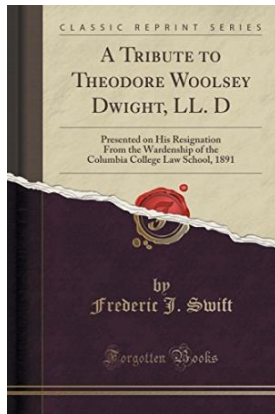 CLASSIC REPRINT SERIES
A TRIBUTE TO
THEODORE WOOLSEY
DWIGHT, LL. D
Presented on His Resignation
From the Wardenship of the
Columbia College Law School, 1891
by
Frederic J. Swift
Forgotten Books